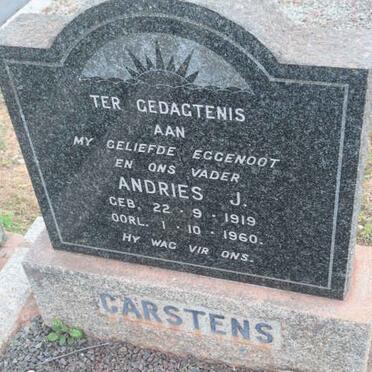 TER GEDAGTENIS
AAN
MY GELIEFDE EGGENOOT
EN ONS VADER
ANDRIES J.
GEB. 22 · 9 · 1919
OORL. 1 · 10 · 1960.
HY WAG VIR ONS.
CARSTENS